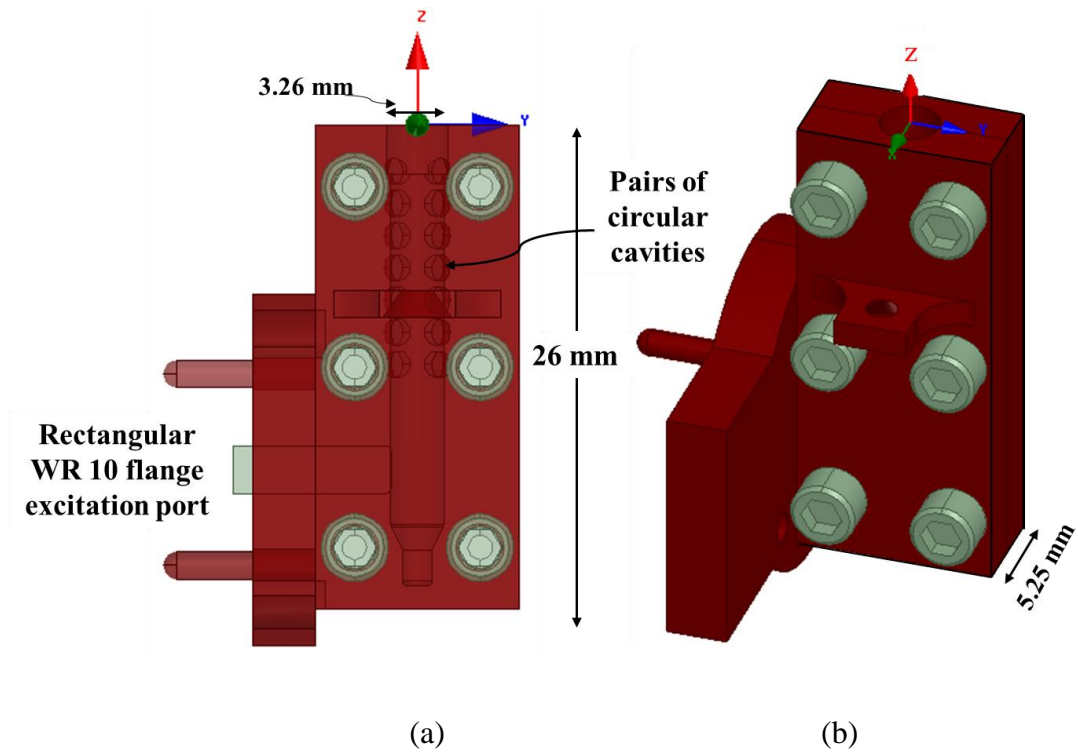 Z
3.26 mm
Y
Pairs of
circular
cavities
26 mm
Rectangular
WR 10 flange
excitation port
Z
Y
X
5.25 mm
(a)
(b)